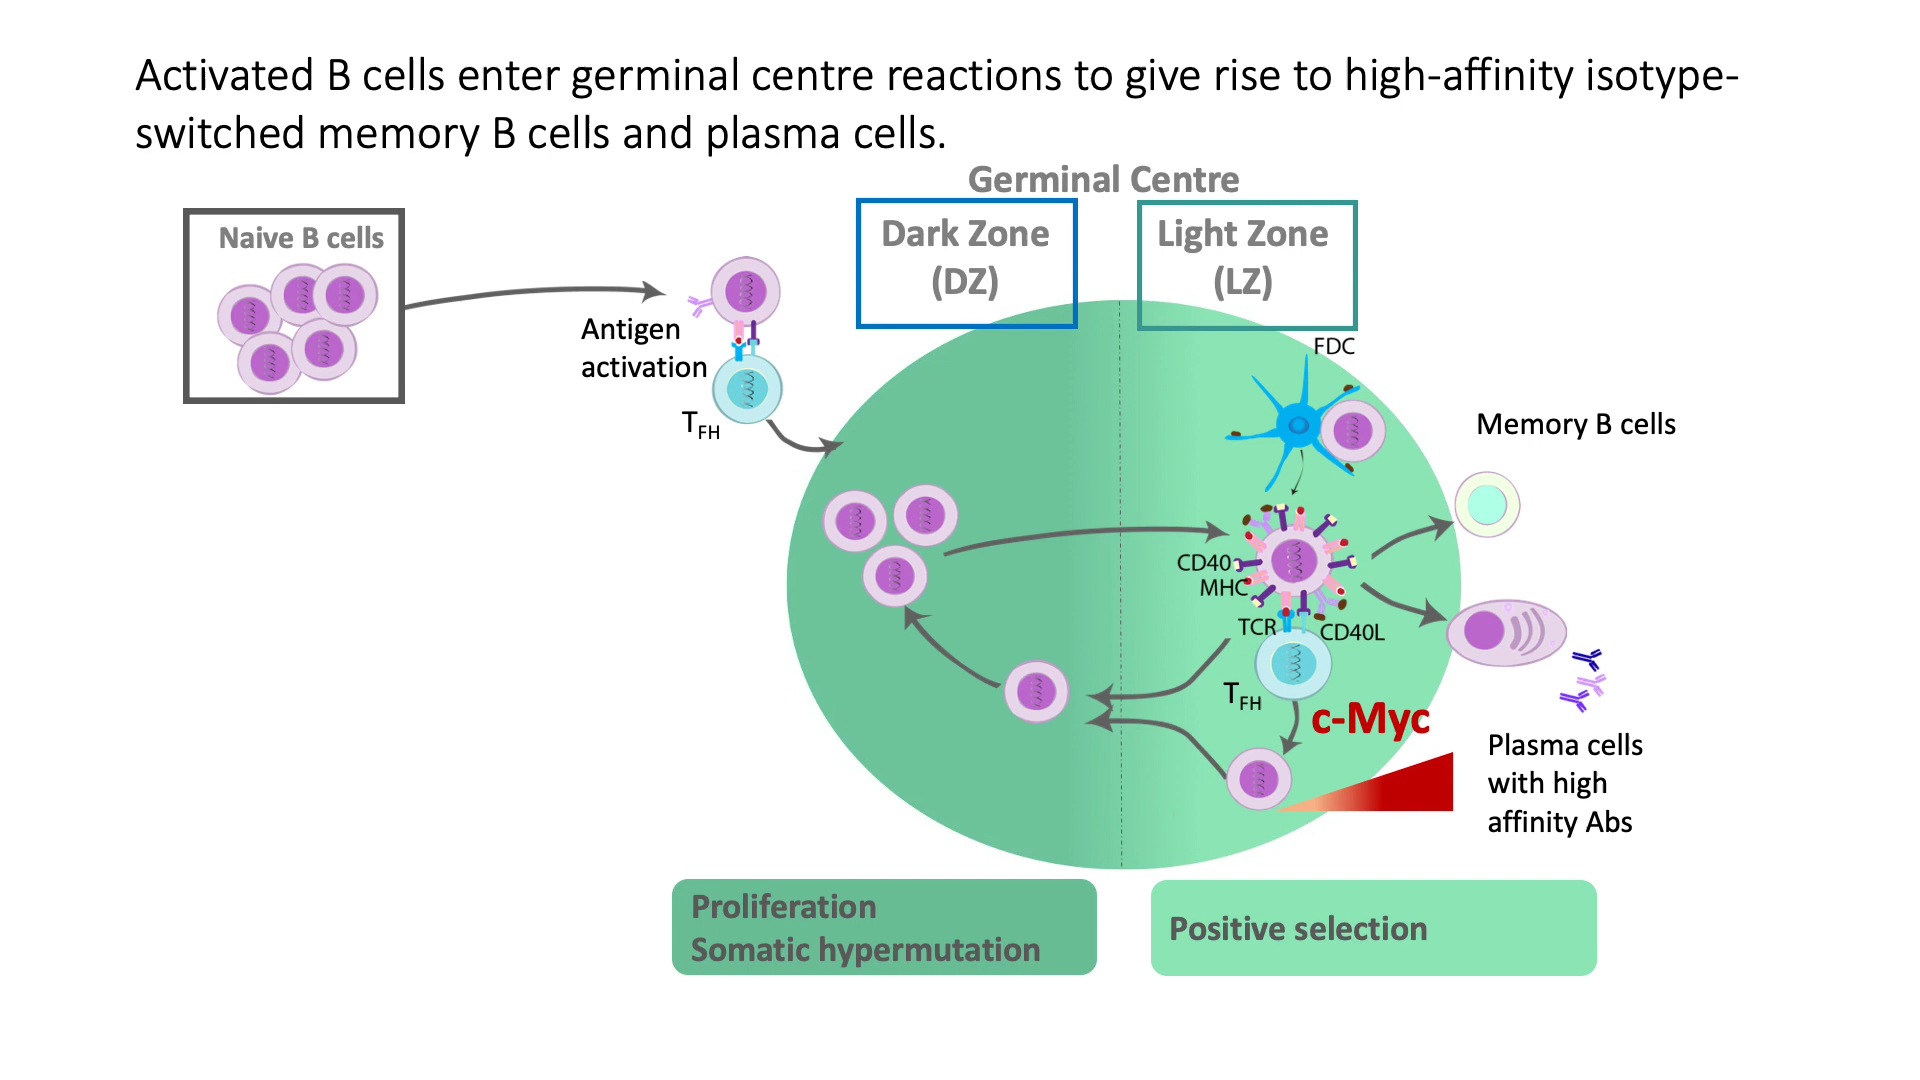 Activated B cells enter germinal centre reactions to give rise to high-affinity isotype-
switched memory B cells and plasma cells.
Germinal Centre
Naive B cells
Dark Zone
(DZ)
Light Zone
(LZ)
Antigen
activation
TFH
FDC
Memory B cells
CD40
MHC
TCR
CD40L
TFH
c-Myc
Plasma cells
with high
affinity Abs
Proliferation
Somatic hypermutation
Positive selection